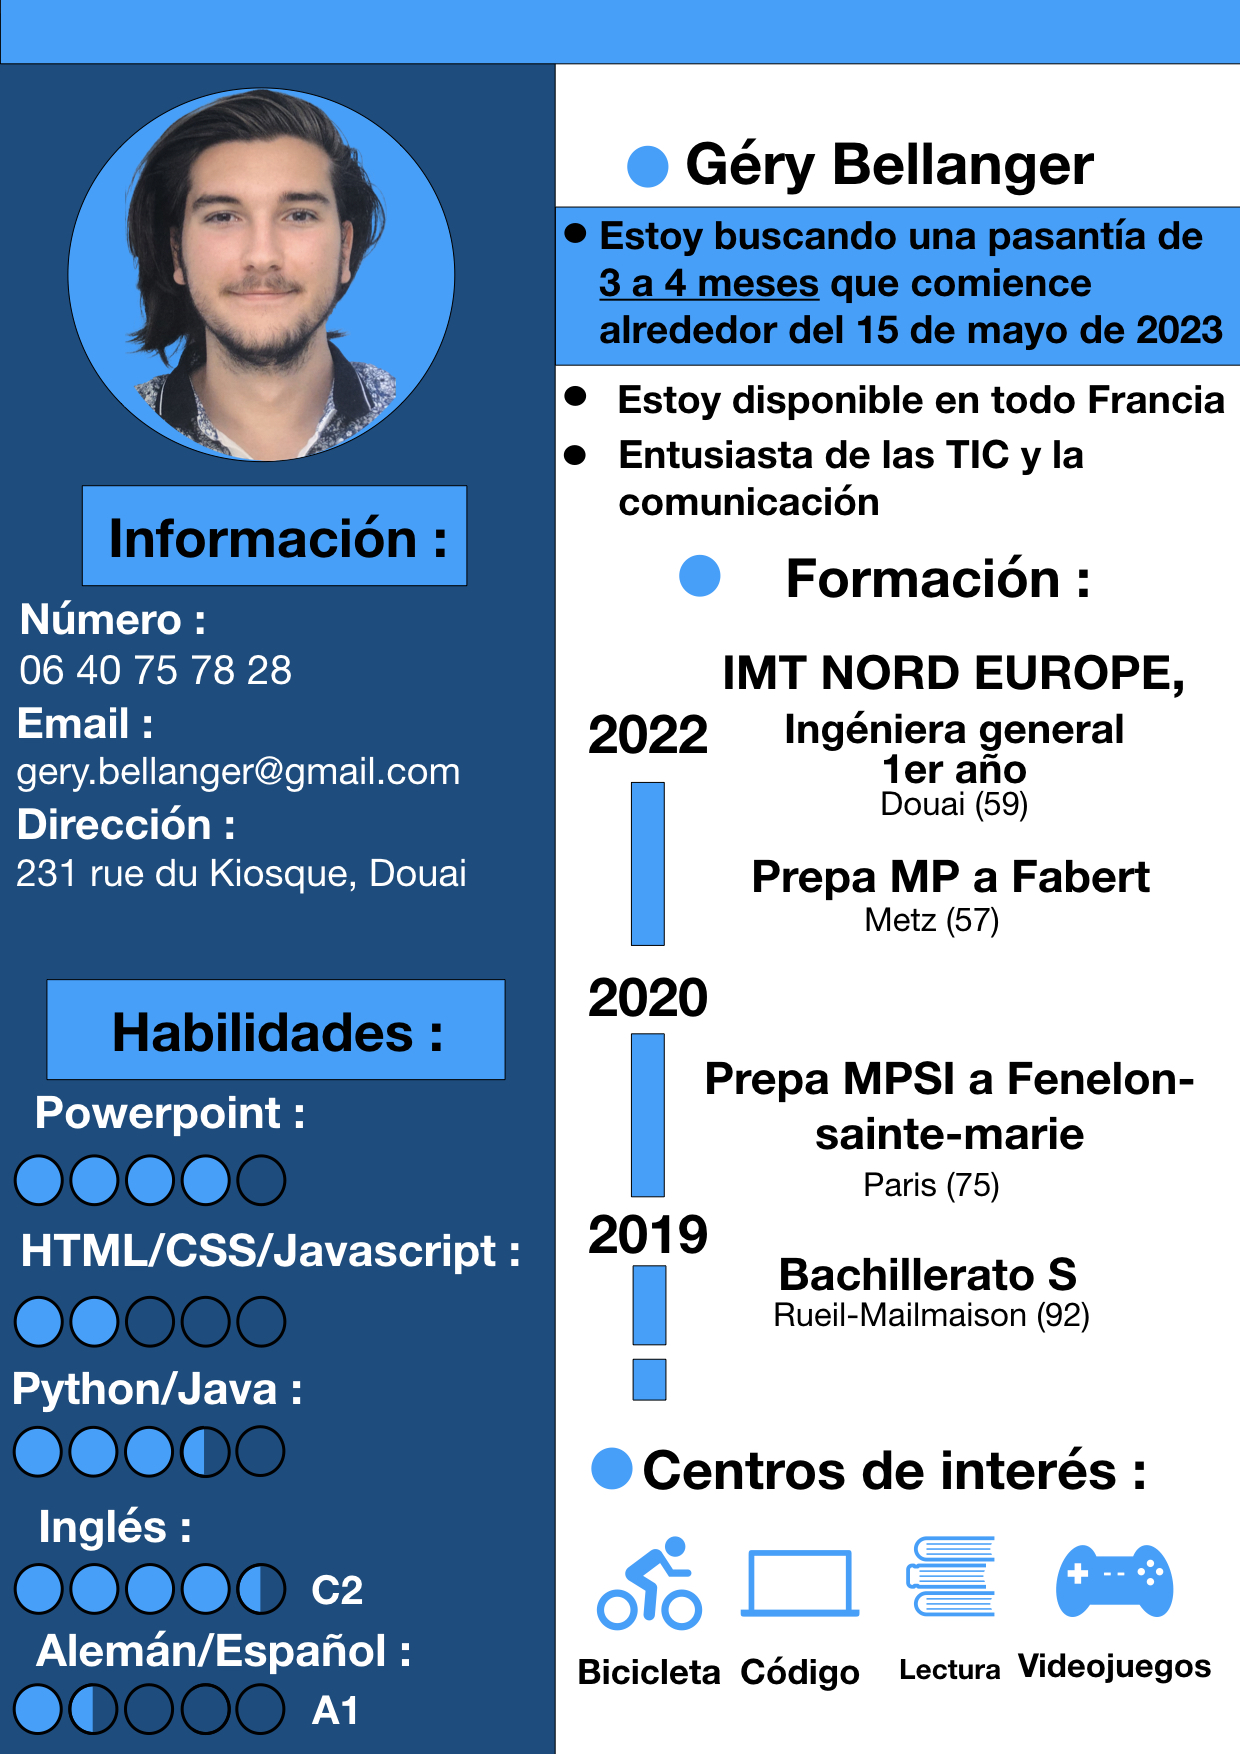 Información :
Número :
06 40 75 78 28
Email :
gery.bellanger@gmail.com
Dirección :
231 rue du Kiosque, Douai
Habilidades :
Powerpoint :
HTML/CSS/Javascript :
Python/Java :
Inglés :
C2
Alemán/Español :
A1
Géry Bellanger
Estoy buscando una pasantía de
3 a 4 meses que comience
alrededor del 15 de mayo de 2023
Estoy disponible en todo Francia
Entusiasta de las TIC y la
comunicación
Formación :
IMT NORD EUROPE,
2022
Ingéniera general
1er año
Douai (59)
Prepa MP a Fabert
Metz (57)
2020
Prepa MPSI a Fenelon-
sainte-marie
Paris (75)
2019
Bachillerato S
Rueil-Mailmaison (92)
Centros de interés :
Bicicleta Código Lectura Videojuegos